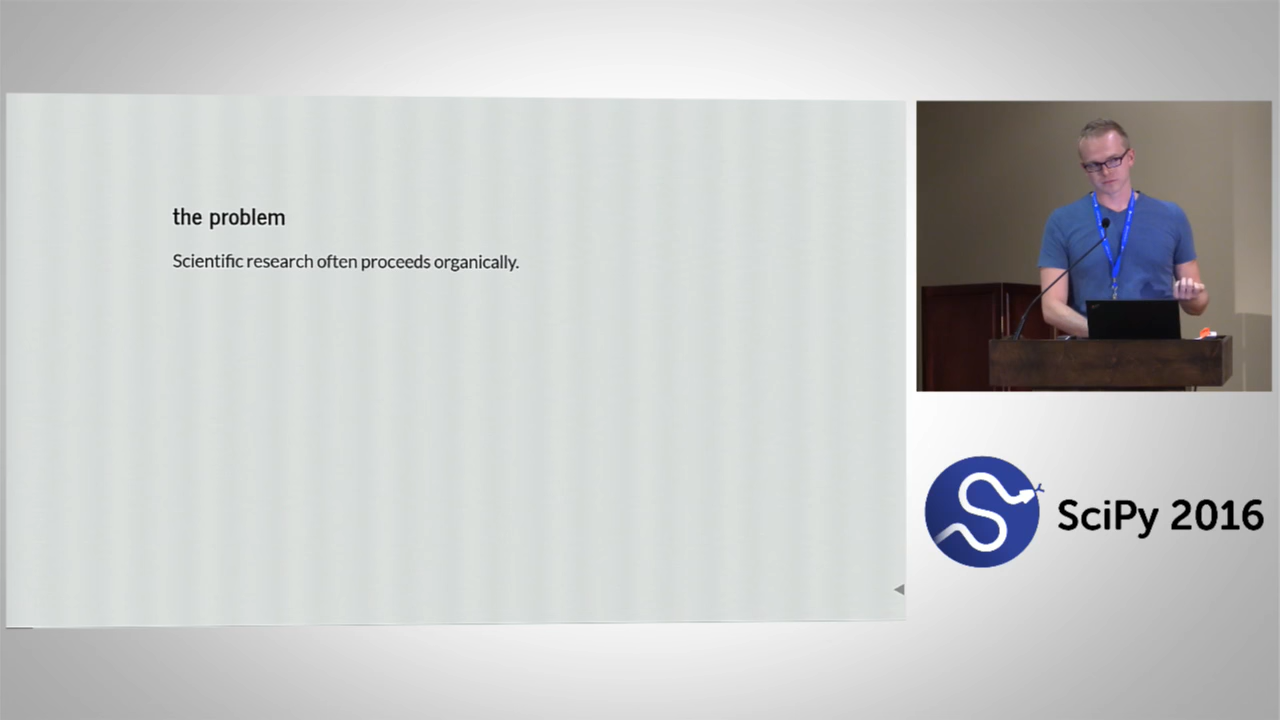 the problem
Scientific research often proceeds organically.
SciPy 2016